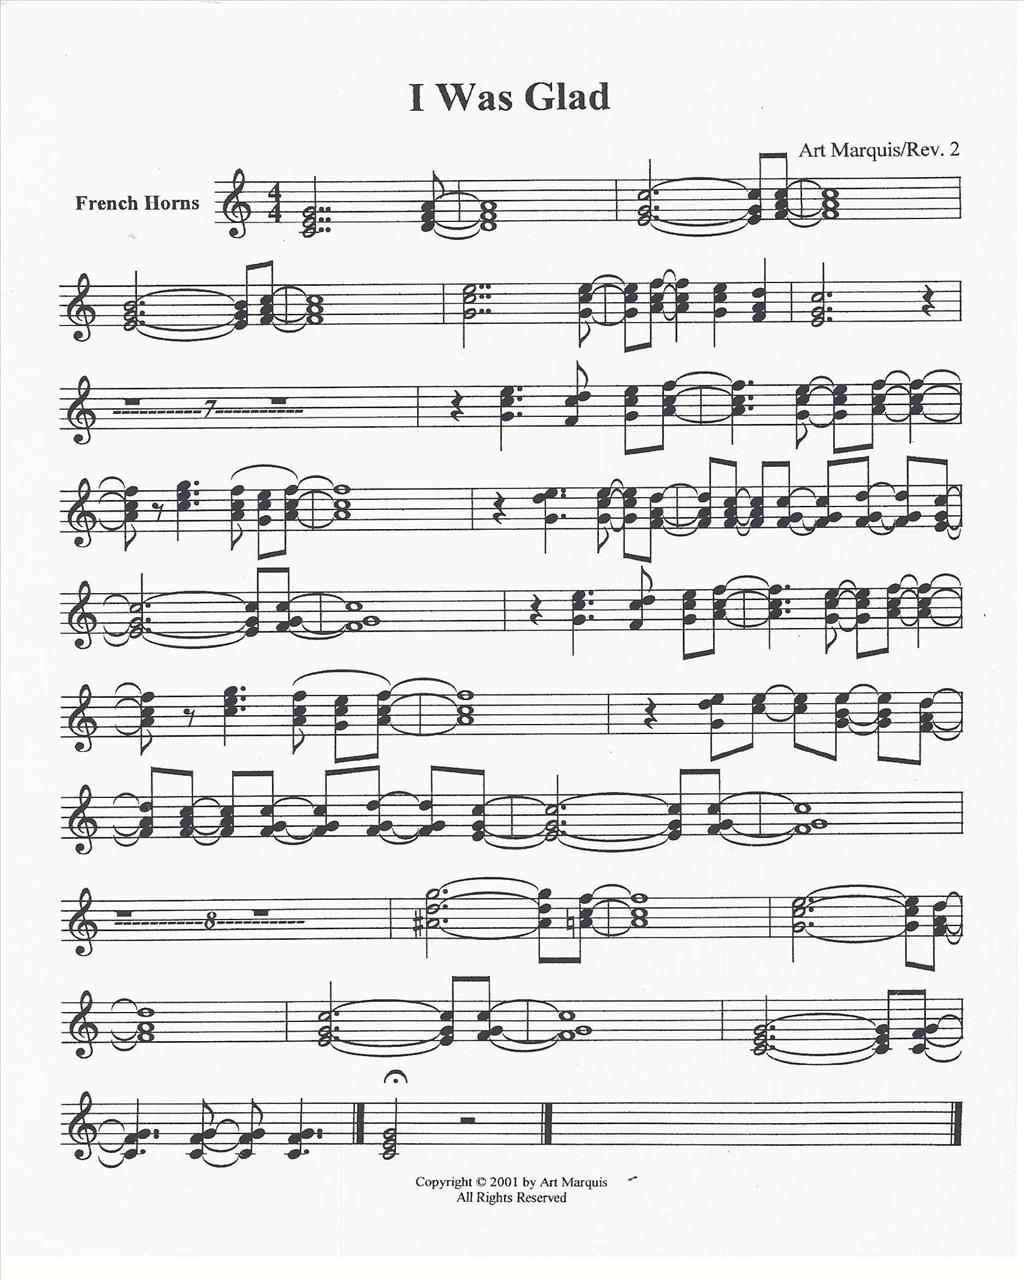 I Was Glad
Art Marquis/Rev. 2
French Horns
4
4
7
8
Copyright © 2001 by Art Marquis
All Rights Reserved